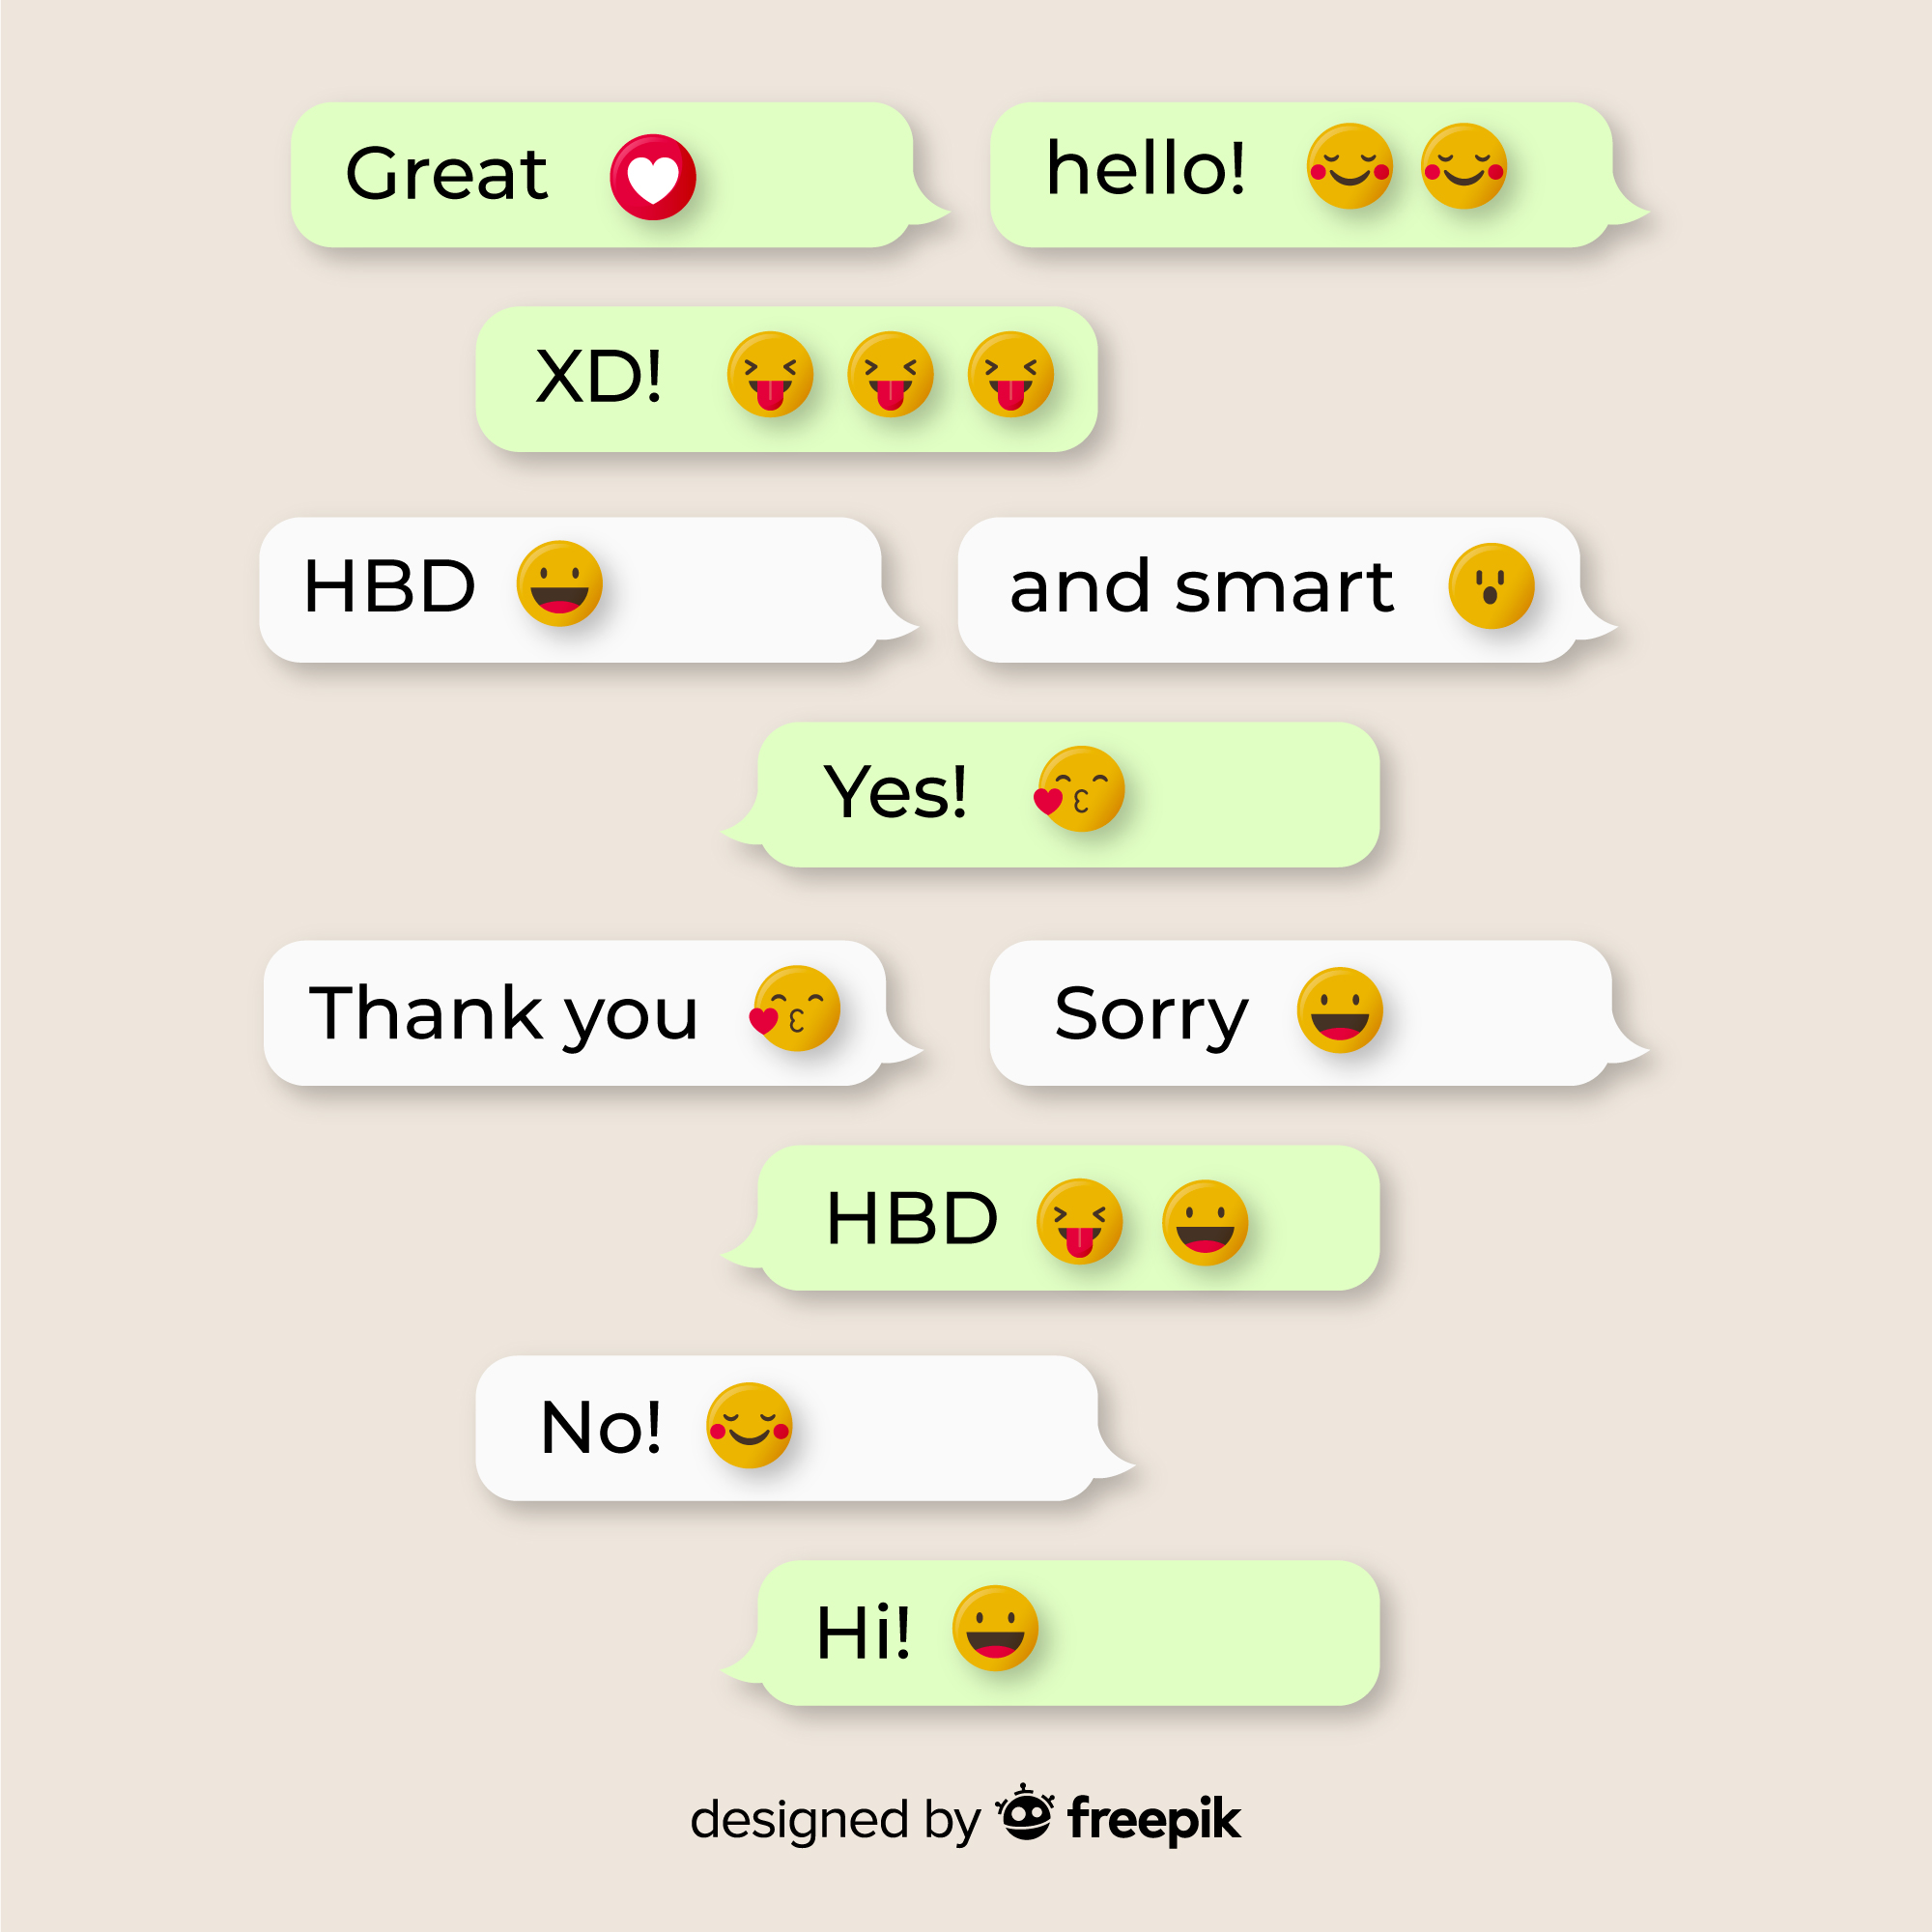 Great
hello!
XD!
HBD
and smart
Yes!
Thank you
Sorry
HBD
No!
Hi!
designed by freepik